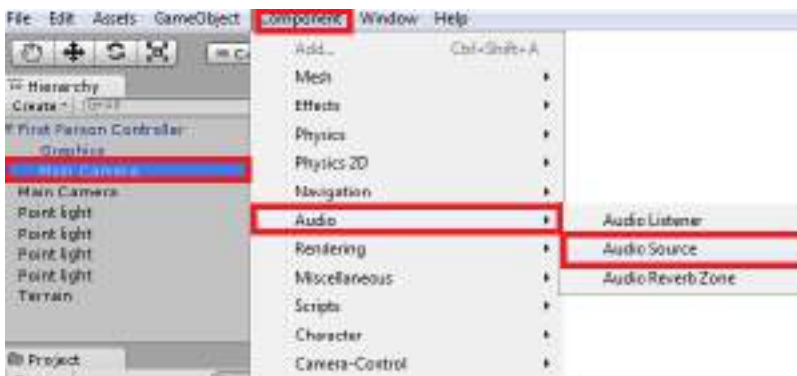 File Edit Assets GameObject Component Window Help
Add... Ctrl+Shift+A
Mesh
Effects
Physics
Physics 2D
Navigation
Audio
Rendering
Miscellaneous
Scripts
Character
Camera-Control
Audio Listener
Audio Source
Audio Reverb Zone
Hierarchy
Create
First Person Controller
Graphics
Main Camera
Main Camera
Point light
Point light
Point light
Point light
Terrain
Project